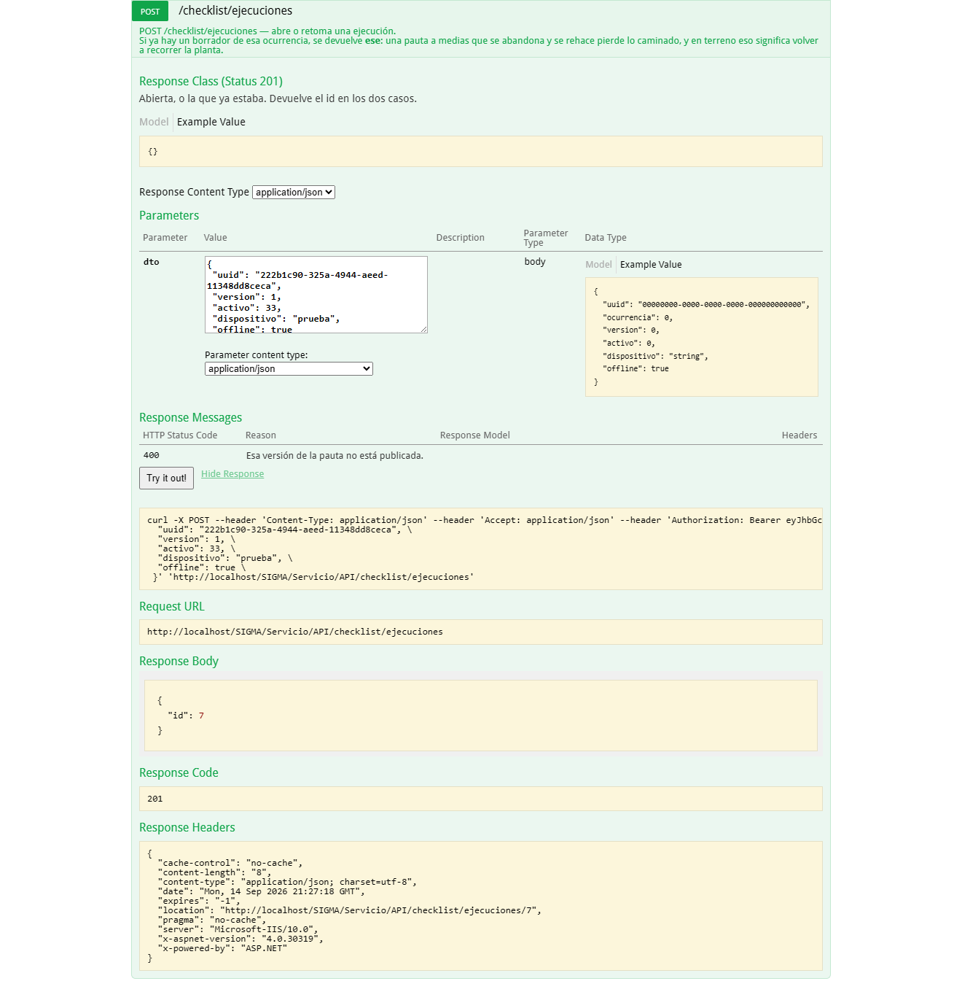 POST /checklist/ejecuciones
POST /checklist/ejecuciones — abre o retoma una ejecución.
Si ya hay un borrador de esa ocurrencia, se devuelve ese: una pauta a medias que se abandona y se rehace pierde lo caminado, y en terreno eso significa volver
a recorrer la planta.
Response Class (Status 201)
Abierta, o la que ya estaba. Devuelve el id en los dos casos.
Model Example Value
{}
Response Content Type application/json
Parameters
Parameter Value Description Parameter Type Data Type
dto
{
"uuid": "222b1c90-325a-4944-aeed-
11348dd8ceca",
"version": 1,
"activo": 33,
"dispositivo": "prueba",
"offline": true
Parameter content type:
application/json
body
Model Example Value
{
"uuid": "00000000-0000-0000-0000-000000000000",
"ocurrencia": 0,
"version": 0,
"activo": 0,
"dispositivo": "string",
"offline": true
}
Response Messages
HTTP Status Code Reason Response Model Headers
400 Esa versión de la pauta no está publicada.
Try it out! Hide Response
curl -X POST --header 'Content-Type: application/json' --header 'Accept: application/json' --header 'Authorization: Bearer eyJhbGc
"uuid": "222b1c90-325a-4944-aeed-11348dd8ceca", \
"version": 1, \
"activo": 33, \
"dispositivo": "prueba", \
"offline": true \
}' 'http://localhost/SIGMA/Servicio/API/checklist/ejecuciones'
Request URL
http://localhost/SIGMA/Servicio/API/checklist/ejecuciones
Response Body
{
"id": 7
}
Response Code
201
Response Headers
{
"cache-control": "no-cache",
"content-length": "8",
"content-type": "application/json; charset=utf-8",
"date": "Mon, 14 Sep 2026 21:27:18 GMT",
"expires": "-1",
"location": "http://localhost/SIGMA/Servicio/API/checklist/ejecuciones/7",
"pragma": "no-cache",
"server": "Microsoft-IIS/10.0",
"x-aspnet-version": "4.0.30319",
"x-powered-by": "ASP.NET"
}